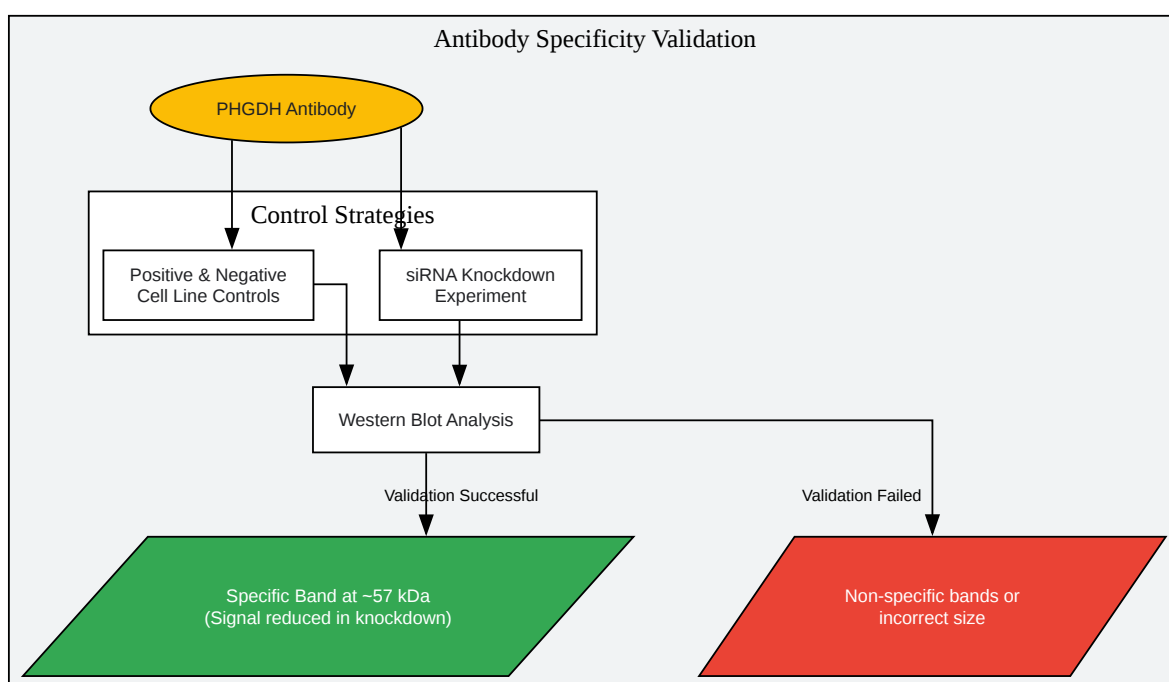 Antibody Specificity Validation
PHGDH Antibody
Control Strategies
Positive & Negative
Cell Line Controls
siRNA Knockdown
Experiment
Western Blot Analysis
Validation Successful
Validation Failed
Specific Band at ~57 kDa
(Signal reduced in knockdown)
Non-specific bands or
incorrect size